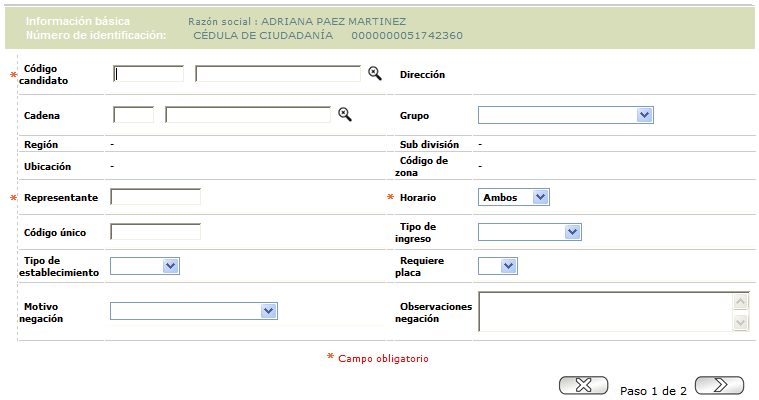 Información básica Razón social : ADRIANA PAEZ MARTINEZ
Número de identificación: CÉDULA DE CIUDADANÍA 0000000051742360
* Código candidato Dirección
Cadena Grupo
Región - Sub división -
Ubicación - Código de zona -
* Representante * Horario Ambos
Código único Tipo de ingreso
Tipo de establecimiento Requiere placa
Motivo negación Observaciones negación
* Campo obligatorio
Paso 1 de 2